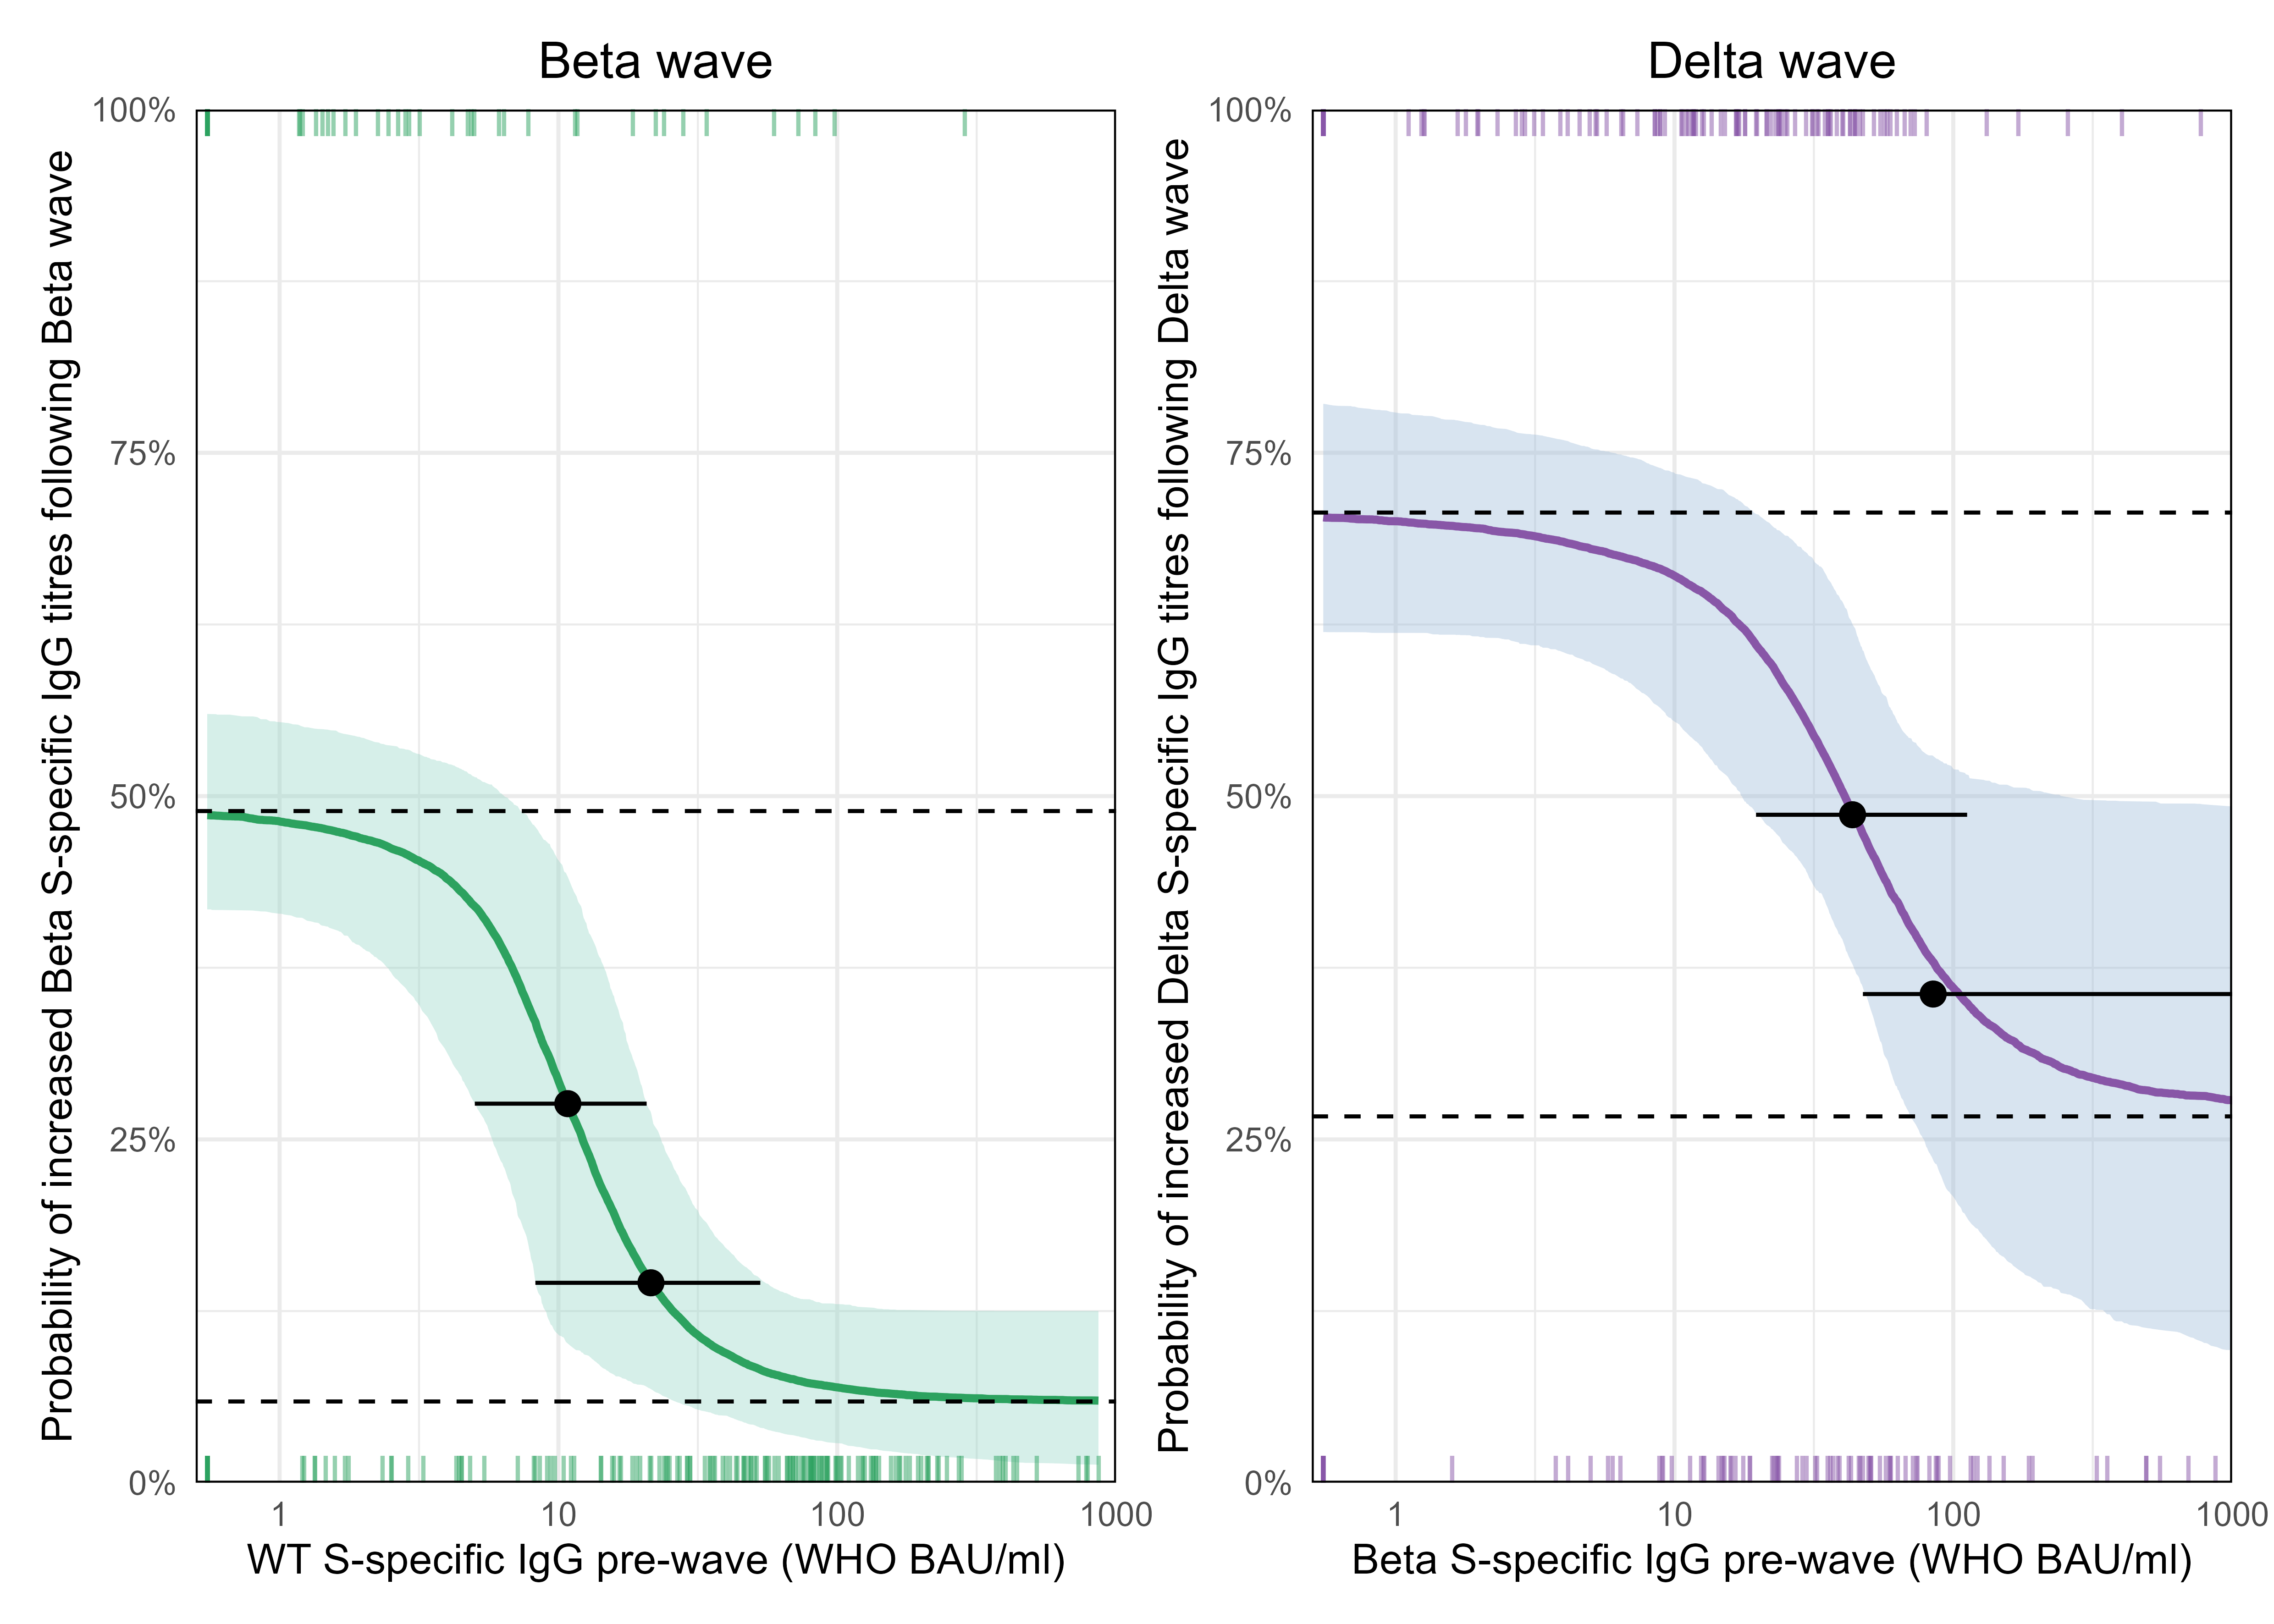 Beta wave
Delta wave
Probability of increased Beta S-specific IgG titres following Beta wave
100%
75%
50%
25%
0%
1 10 100 1000
WT S-specific IgG pre-wave (WHO BAU/ml)
Probability of increased Delta S-specific IgG titres following Delta wave
100%
75%
50%
25%
0%
1 10 100 1000
Beta S-specific IgG pre-wave (WHO BAU/ml)